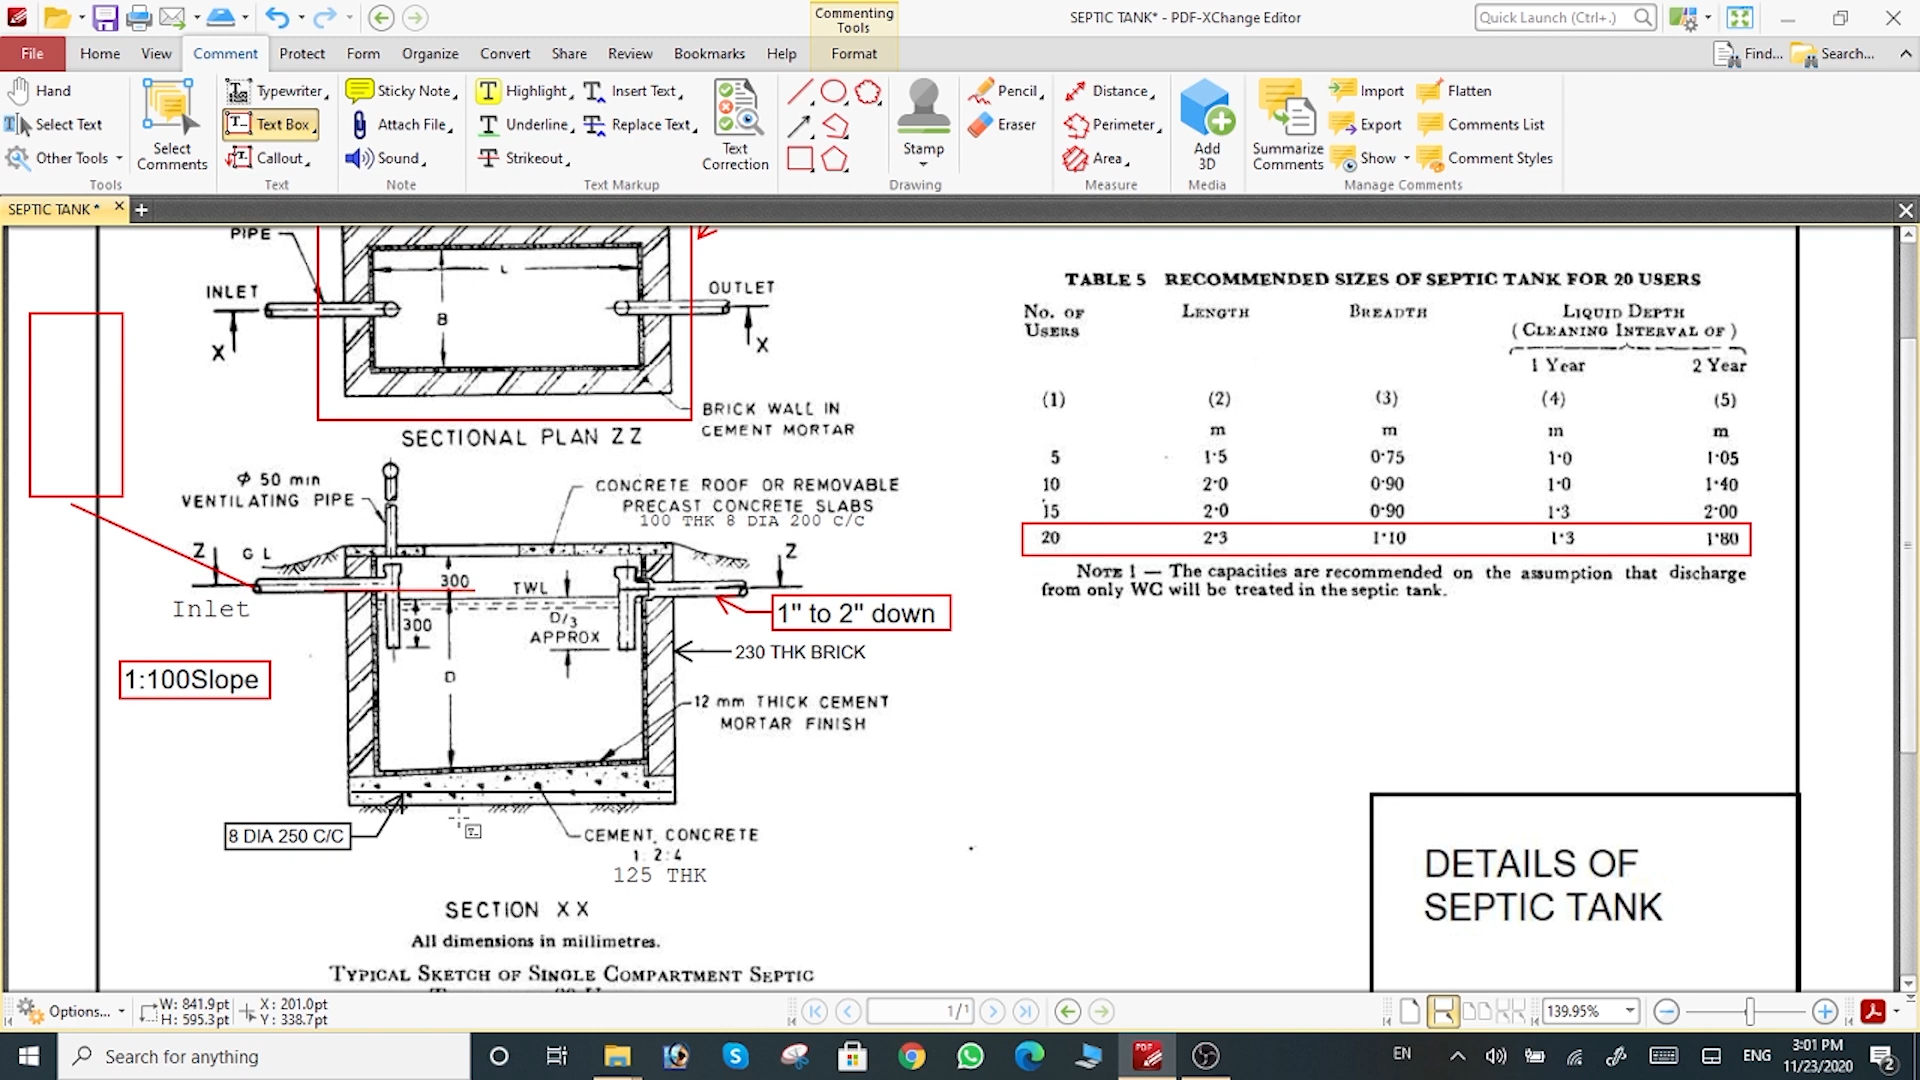 Commenting
Tools
SEPTIC TANK* - PDF-XChange Editor
Quick Launch (Ctrl+.)
File
Home
View
Comment
Protect
Form
Organize
Convert
Share
Review
Bookmarks
Help
Format
Find...
Search...
Hand
Select Text
Other Tools
Tools
Select
Comments
Typewriter
Text Box
Callout
Text
Sticky Note
Attach File
Sound
Note
Highlight
Underline
Strikeout
Insert Text
Replace Text
Text Markup
Text
Correction
Stamp
Drawing
Pencil
Eraser
Distance
Perimeter
Area
Measure
Add
3D
Media
Summarize
Comments
Import
Export
Show
Flatten
Comments List
Comment Styles
Manage Comments
SEPTIC TANK *
PIPE
INLET
OUTLET
L
B
X
X
BRICK WALL IN
CEMENT MORTAR
SECTIONAL PLAN ZZ
ϕ 50 min
VENTILATING PIPE
CONCRETE ROOF OR REMOVABLE
PRECAST CONCRETE SLABS
100 THK 8 DIA 200 C/C
Z
G L
Z
300
TWL
Inlet
300
D/3
APPROX
1" to 2" down
230 THK BRICK
1:100Slope
D
12 mm THICK CEMENT
MORTAR FINISH
8 DIA 250 C/C
CEMENT CONCRETE
1:2:4
125 THK
SECTION XX
All dimensions in millimetres.
TYPICAL SKETCH OF SINGLE COMPARTMENT SEPTIC
TABLE 5 RECOMMENDED SIZES OF SEPTIC TANK FOR 20 USERS
NO. OF
USERS
LENGTH
BREADTH
LIQUID DEPTH
( CLEANING INTERVAL OF )
1 Year
2 Year
(1)
(2)
(3)
(4)
(5)
m
m
m
m
5 1·5 0·75 1·0 1·05
10 2·0 0·90 1·0 1·40
15 2·0 0·90 1·3 2·00
20 2·3 1·10 1·3 1·80
NOTE 1 — The capacities are recommended on the assumption that discharge
from only WC will be treated in the septic tank.
DETAILS OF
SEPTIC TANK
Options...
W: 841.9pt
H: 595.3pt
X: 201.0pt
Y: 338.7pt
1/1
139.95%
Search for anything
EN
ENG
3:01 PM
11/23/2020
2